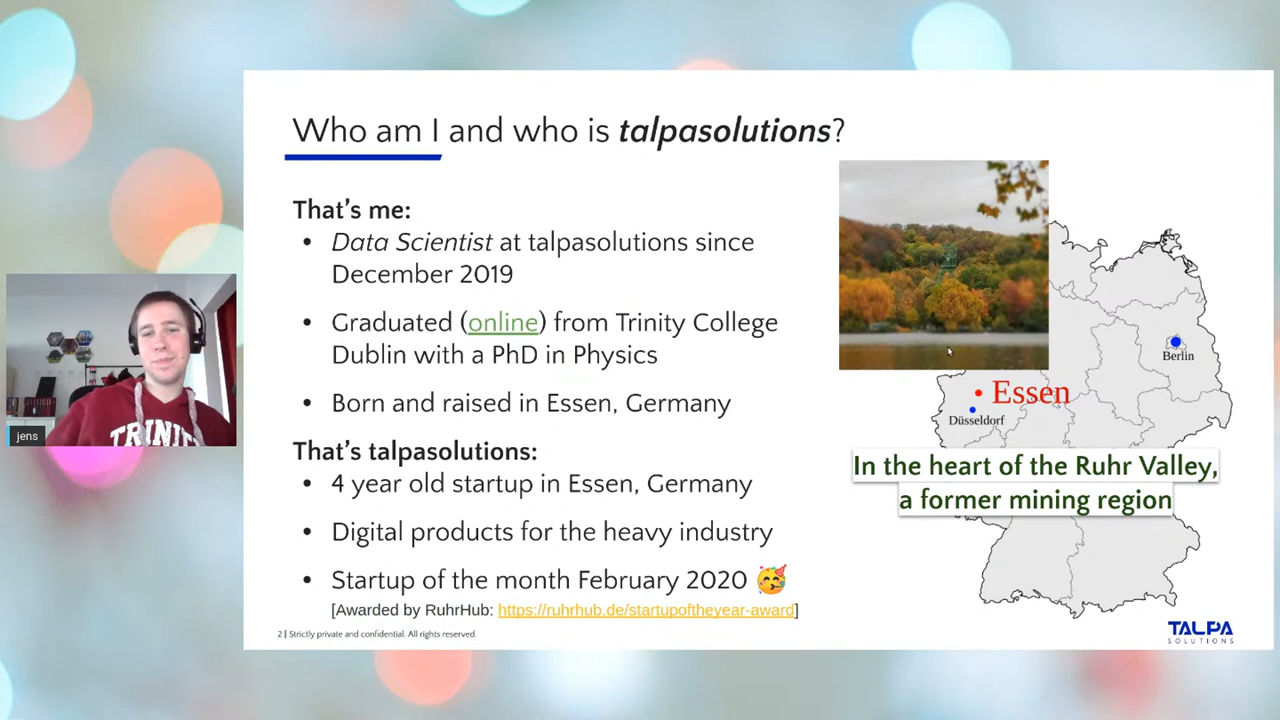 Who am I and who is talpasolutions?
That's me:
• Data Scientist at talpasolutions since
December 2019
• Graduated (online) from Trinity College
Dublin with a PhD in Physics
• Born and raised in Essen, Germany
That's talpasolutions:
• 4 year old startup in Essen, Germany
• Digital products for the heavy industry
• Startup of the month February 2020 🥳
[Awarded by RuhrHub: https://ruhrhub.de/startupoftheyear-award]
2 | Strictly private and confidential. All rights reserved.
Berlin
Essen
Düsseldorf
In the heart of the Ruhr Valley,
a former mining region
TALPA
SOLUTIONS
jens